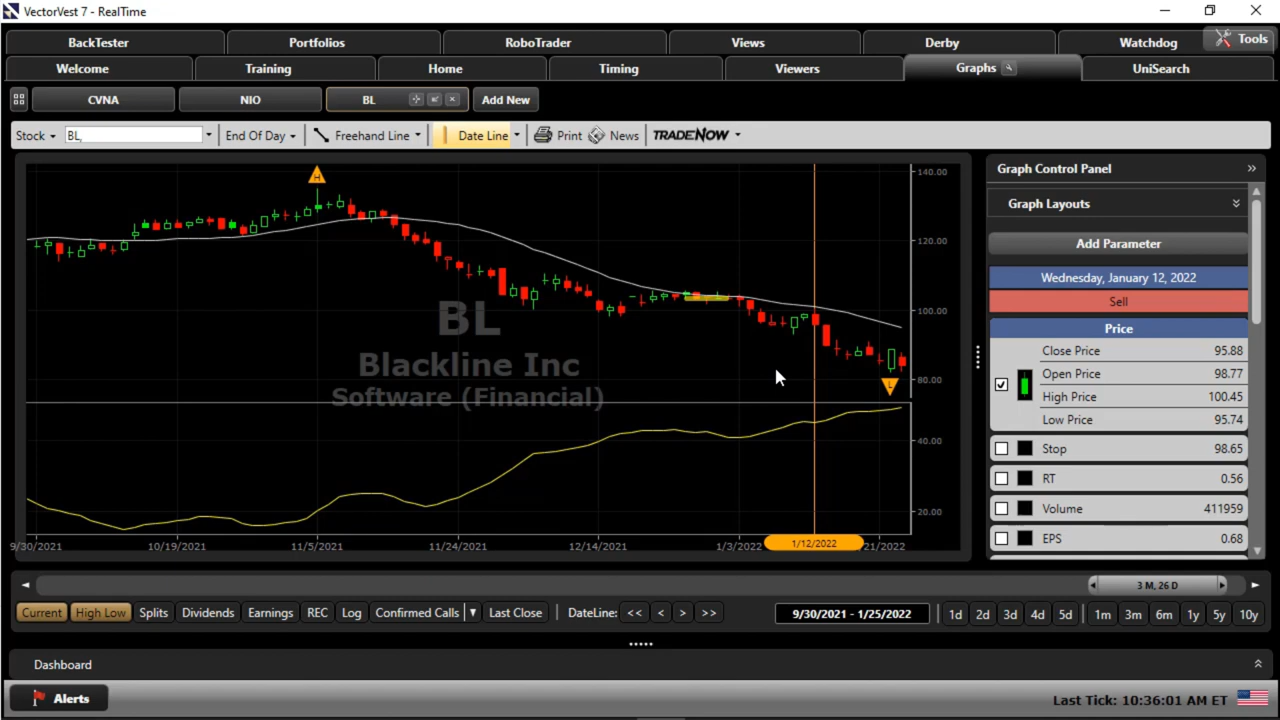 VectorVest 7 - RealTime
BackTester Portfolios RoboTrader Views Derby Watchdog Tools
Welcome Training Home Timing Viewers Graphs UniSearch
CVNA NIO BL Add New
Stock BL, End Of Day Freehand Line Date Line Print News TRADENOW
H
140.00
120.00
100.00
80.00
40.00
20.00
BL
Blackline Inc
Software (Financial)
L
9/30/2021 10/19/2021 11/5/2021 11/24/2021 12/14/2021 1/3/2022 1/12/2022 /21/2022
Graph Control Panel
Graph Layouts
Add Parameter
Wednesday, January 12, 2022
Sell
Price
Close Price 95.88
Open Price 98.77
High Price 100.45
Low Price 95.74
Stop 98.65
RT 0.56
Volume 411959
EPS 0.68
3 M, 26 D
Current High Low Splits Dividends Earnings REC Log Confirmed Calls Last Close DateLine: << < > >> 9/30/2021 - 1/25/2022 1d 2d 3d 4d 5d 1m 3m 6m 1y 5y 10y
Dashboard
Alerts Last Tick: 10:36:01 AM ET